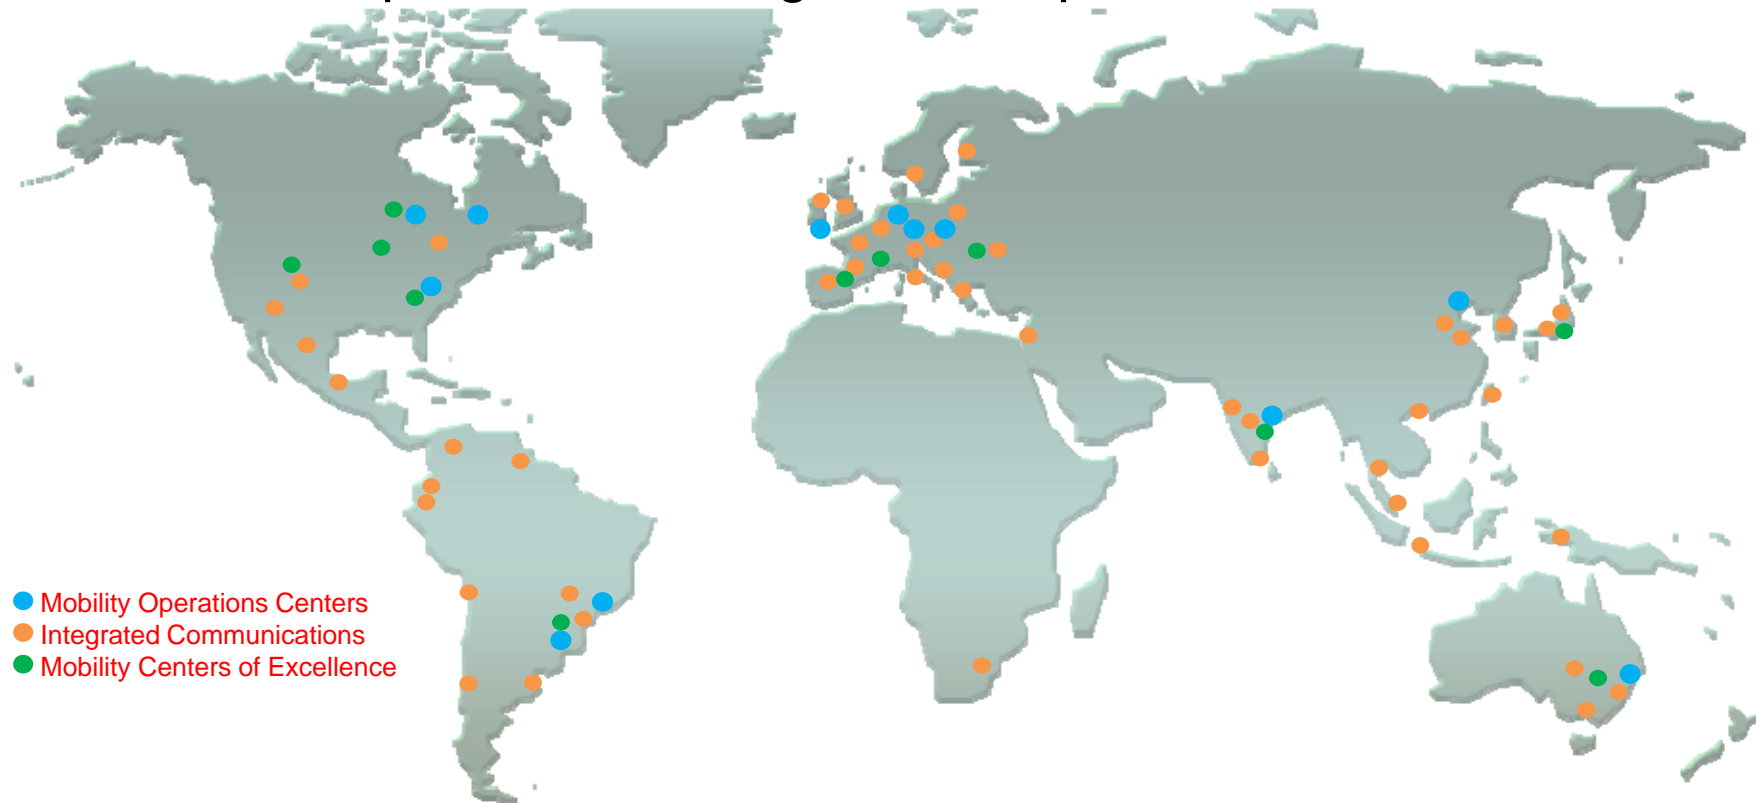 Mobility Operations Centers
Integrated Communications
Mobility Centers of Excellence